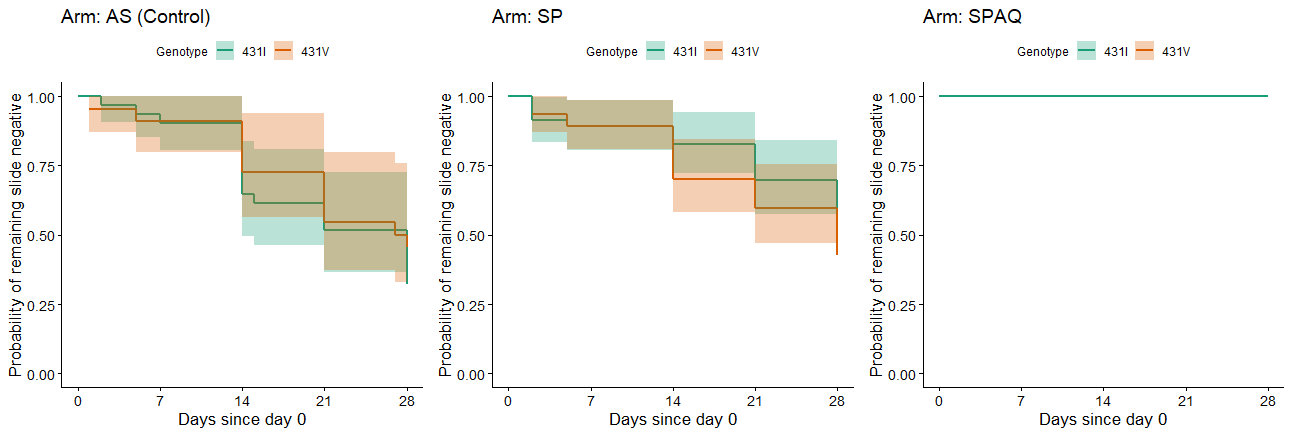 Arm: AS (Control)
Genotype 431I 431V
Probability of remaining slide negative
1.00
0.75
0.50
0.25
0.00
0 7 14 21 28
Days since day 0
Arm: SP
Genotype 431I 431V
Probability of remaining slide negative
1.00
0.75
0.50
0.25
0.00
0 7 14 21 28
Days since day 0
Arm: SPAQ
Genotype 431I 431V
Probability of remaining slide negative
1.00
0.75
0.50
0.25
0.00
0 7 14 21 28
Days since day 0